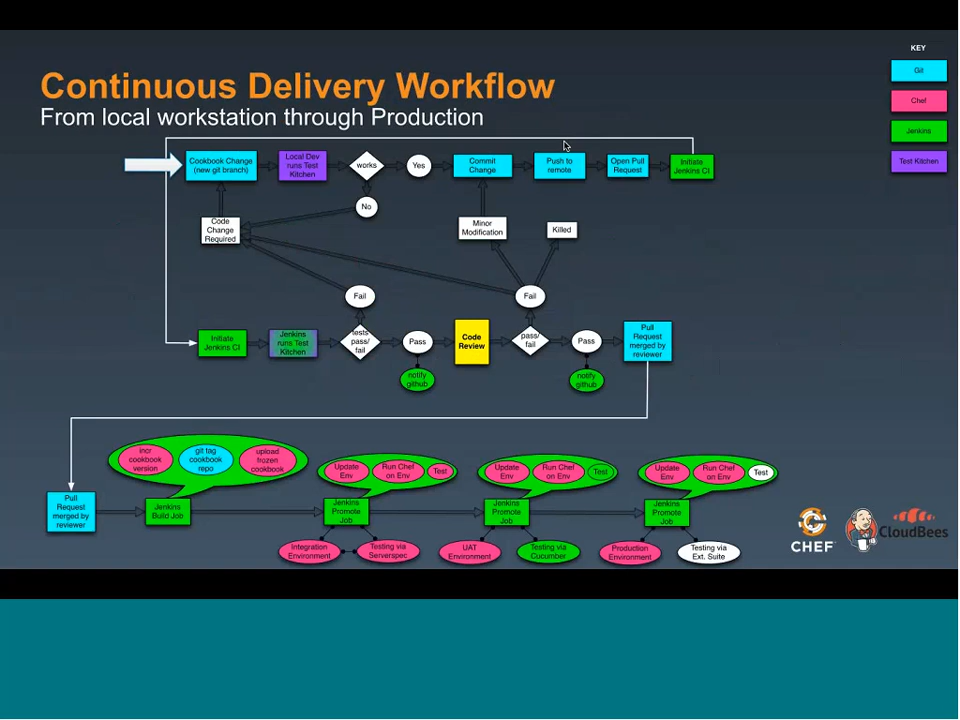 KEY
Git
Chef
Jenkins
Test Kitchen
Continuous Delivery Workflow
From local workstation through Production
Cookbook Change
(new git branch)
Local Dev
runs Test
Kitchen
works
Yes
Commit
Change
Push to
remote
Open Pull
Request
Initiate
Jenkins CI
No
Code
Change
Required
Minor
Modification
Killed
Fail
Fail
Initiate
Jenkins CI
Jenkins
runs Test
Kitchen
tests
pass/
fail
Pass
Code
Review
pass/
fail
Pass
Pull
Request
merged by
reviewer
notify
github
notify
github
incr
cookbook
version
git tag
cookbook
repo
upload
frozen
cookbook
Update
Env
Run Chef
on Env
Test
Update
Env
Run Chef
on Env
Test
Update
Env
Run Chef
on Env
Test
Pull
Request
merged by
reviewer
Jenkins
Build Job
Jenkins
Promote
Job
Jenkins
Promote
Job
Jenkins
Promote
Job
Integration
Environment
Testing via
Serverspec
UAT
Environment
Testing via
Cucumber
Production
Environment
Testing via
Ext. Suite
CHEF
CloudBees